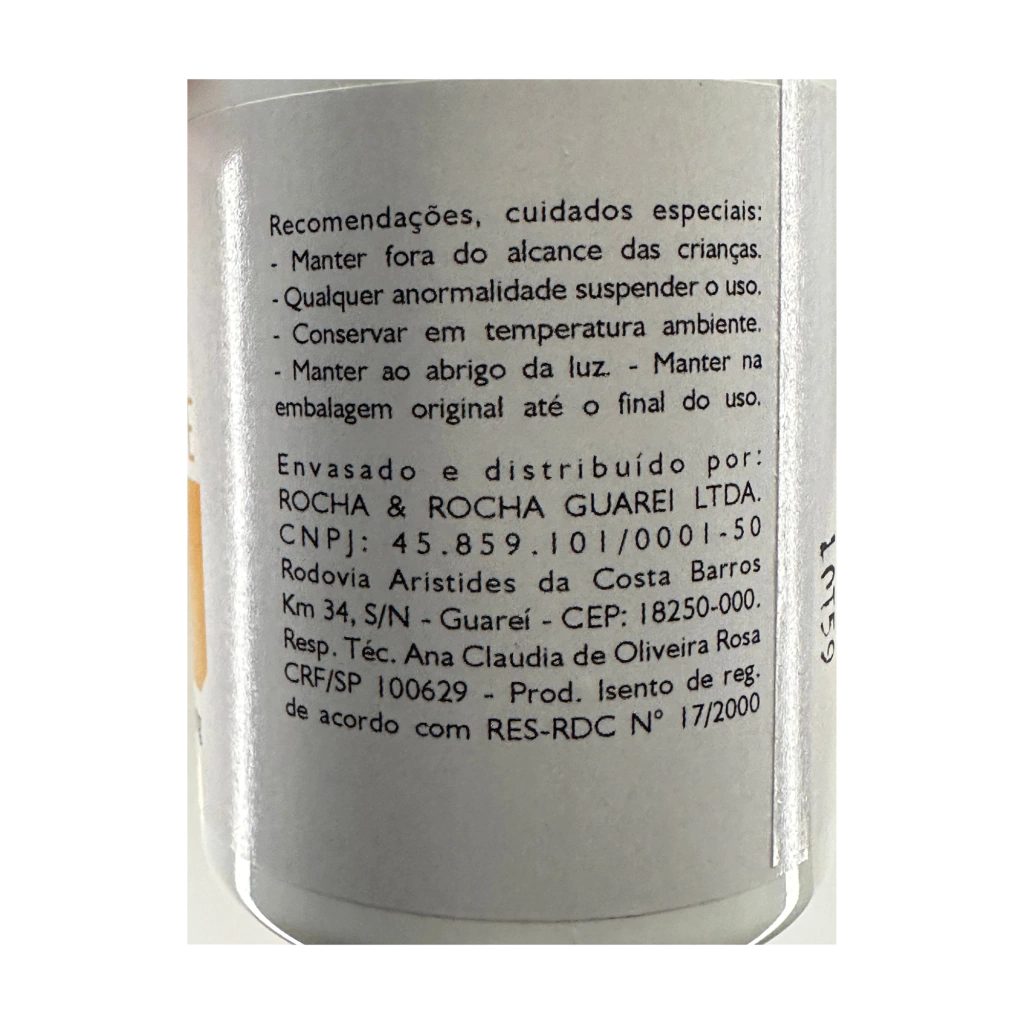 Recomendações, cuidados especiais:
- Manter fora do alcance das crianças.
- Qualquer anormalidade suspender o uso.
- Conservar em temperatura ambiente.
- Manter ao abrigo da luz. - Manter na
embalagem original até o final do uso.
Envasado e distribuído por:
ROCHA & ROCHA GUAREI LTDA.
CNPJ: 45.859.101/0001-50
Rodovia Aristides da Costa Barros
Km 34, S/N - Guareí - CEP: 18250-000.
Resp. Téc. Ana Claudia de Oliveira Rosa
CRF/SP 100629 - Prod. Isento de reg.
de acordo com RES-RDC Nº 17/2000